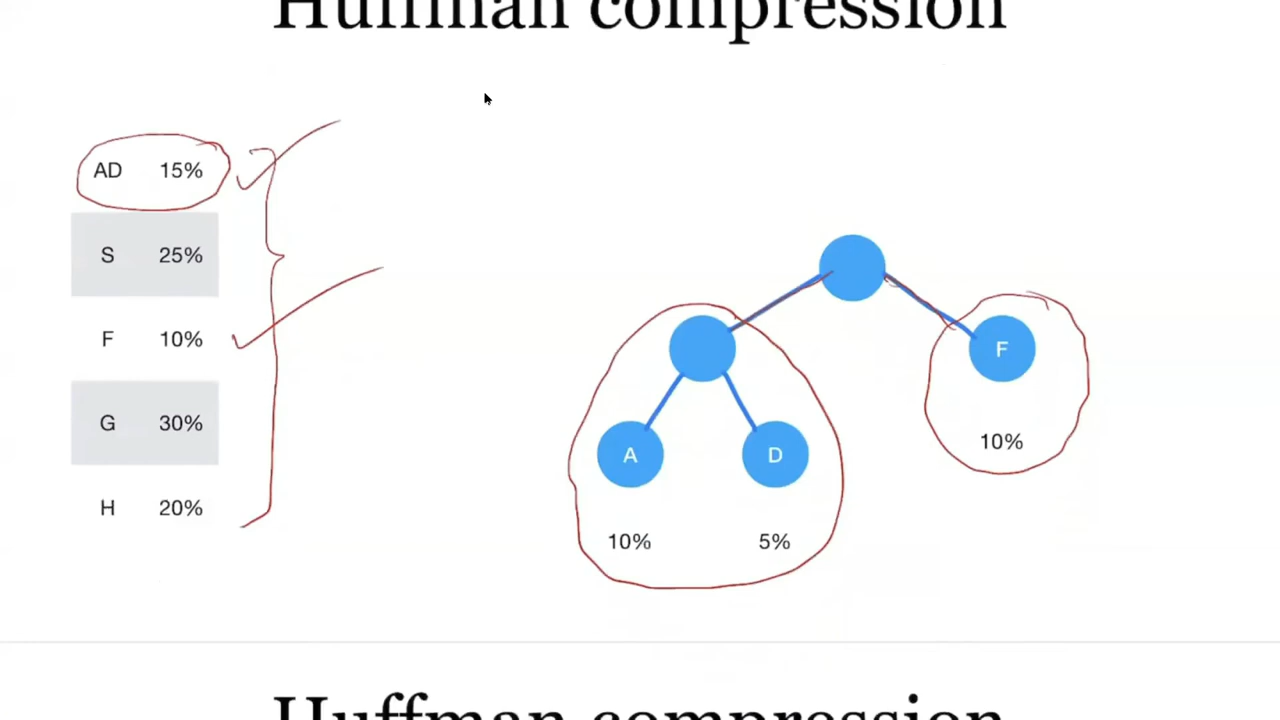 Huffman compression
AD 15%
S 25%
F 10%
G 30%
H 20%
F
10%
A D
10% 5%
Huffman compression